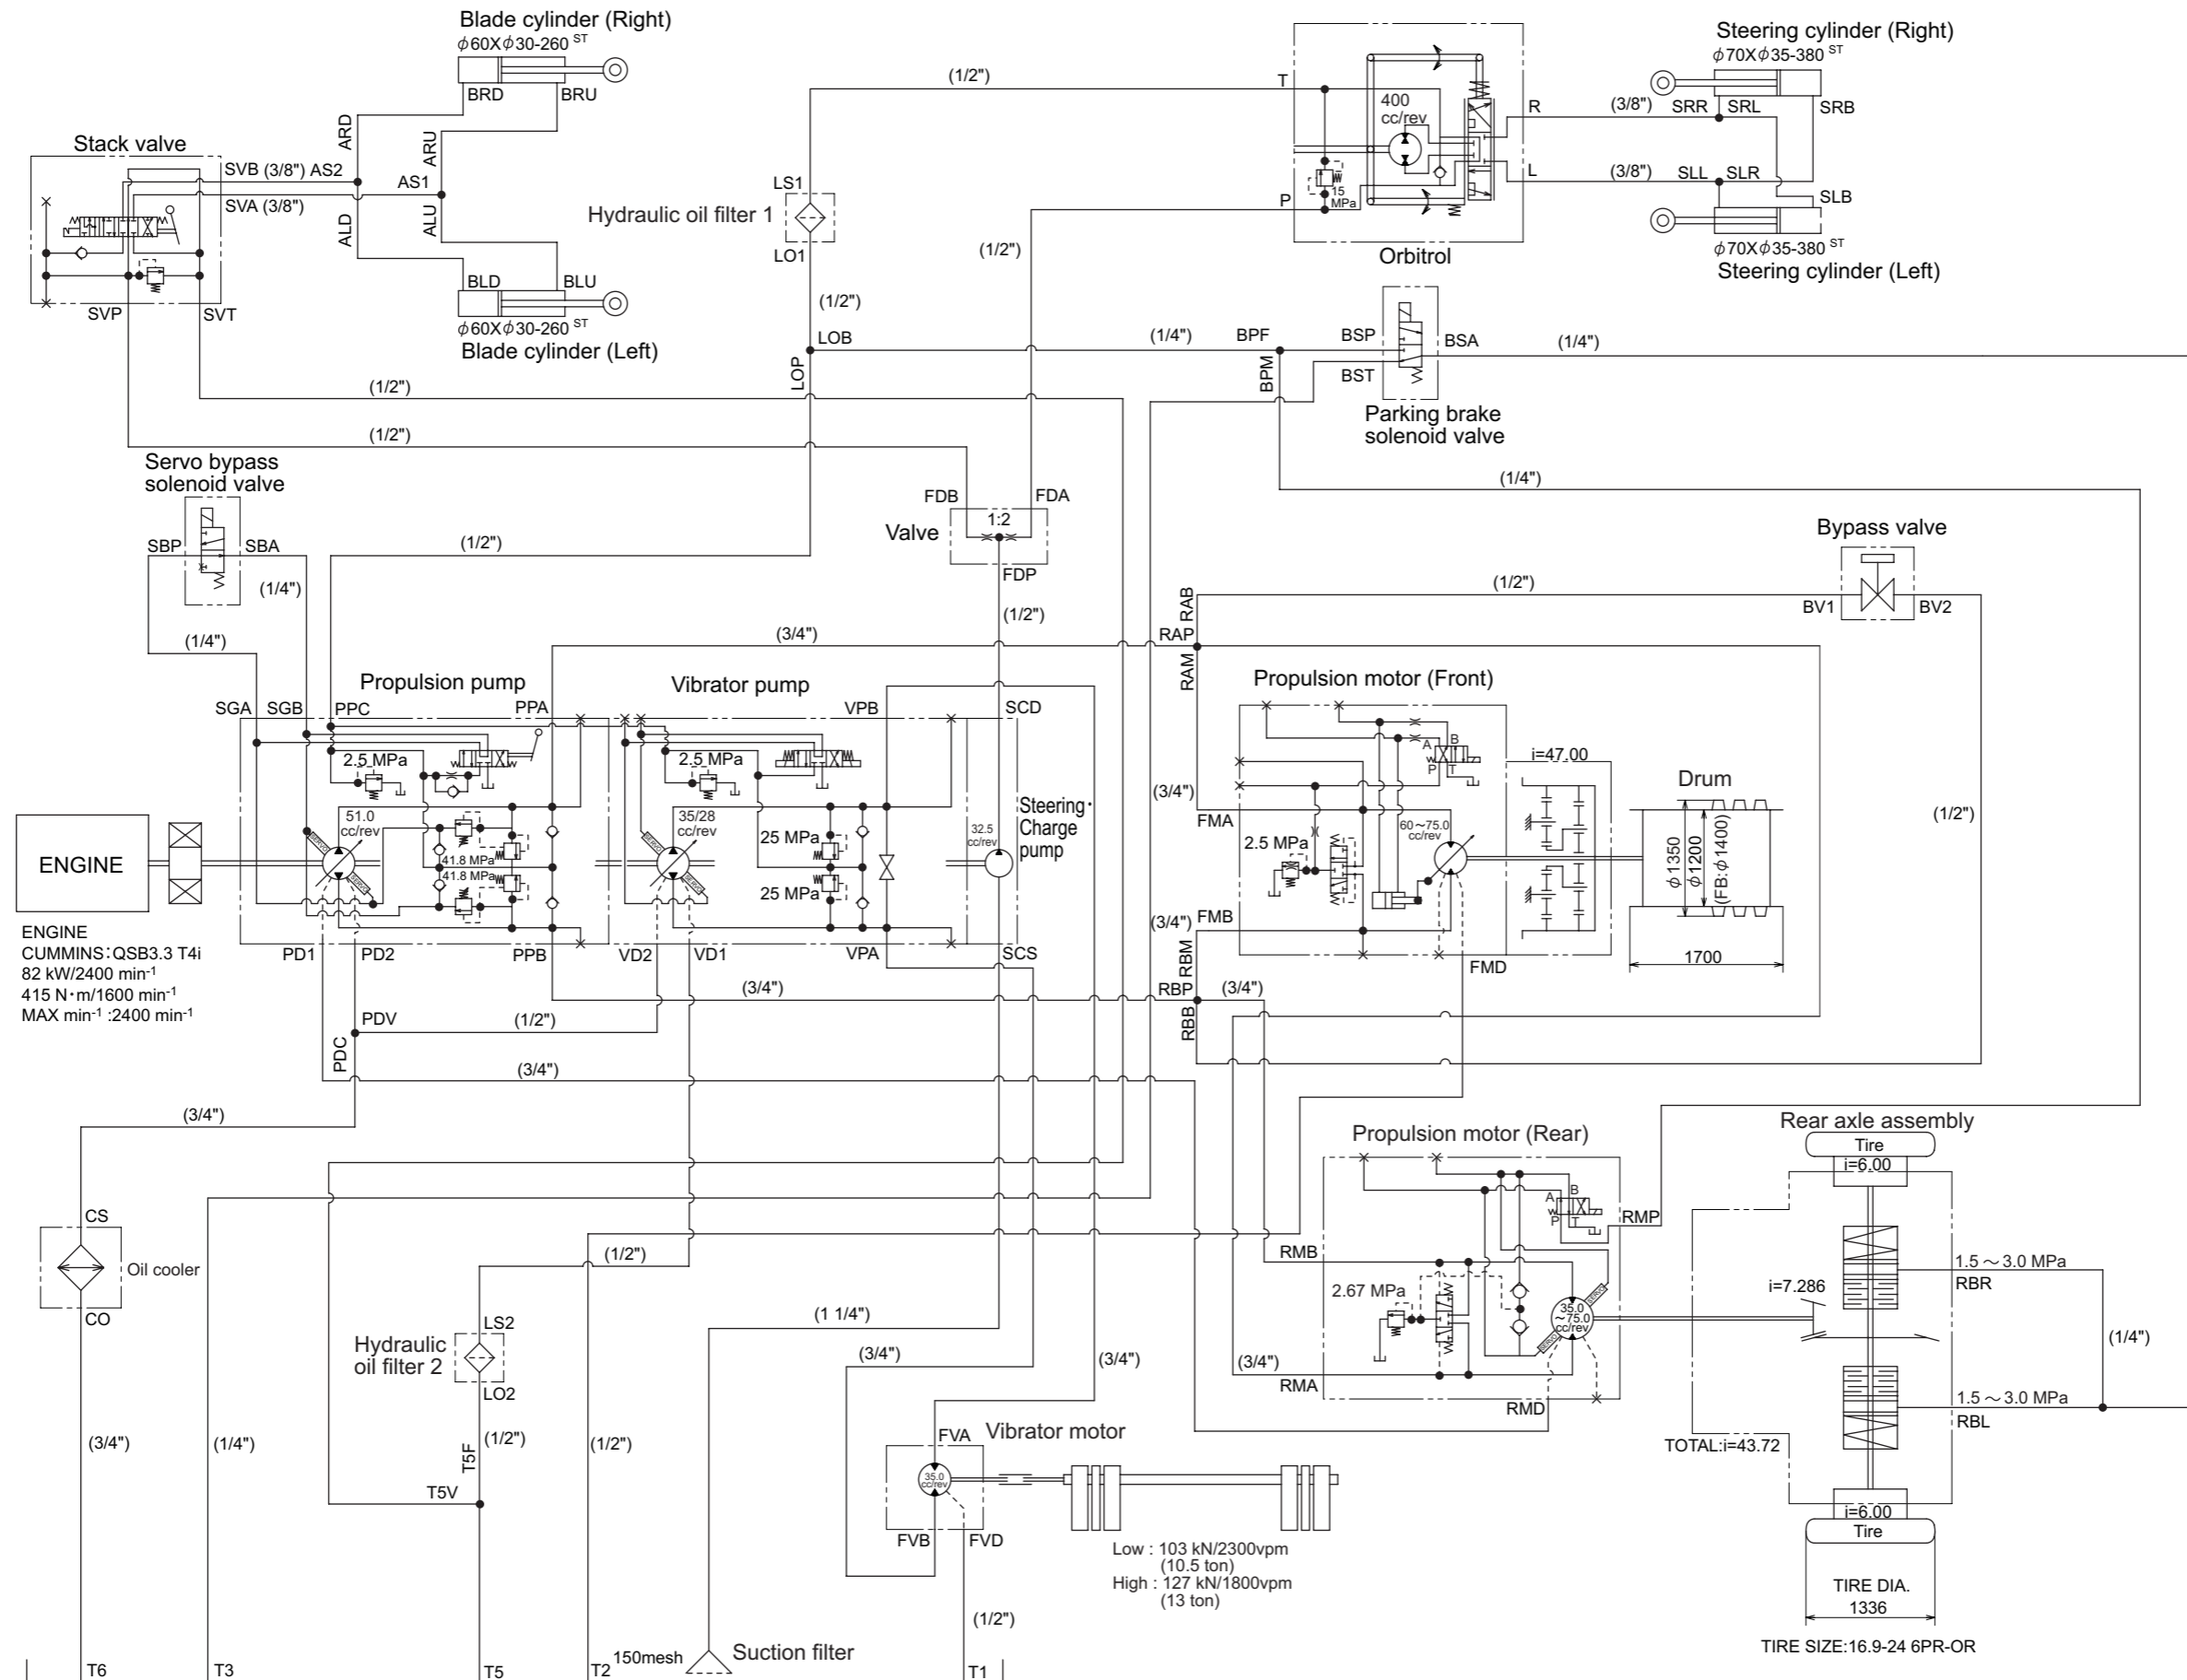 Blade cylinder (Right)
φ60Xφ30-260 ST
BRD
BRU
ARD
ARU
Stack valve
SVB (3/8") AS2
AS1
SVA (3/8")
ALD
ALU
BLD
BLU
φ60Xφ30-260 ST
Blade cylinder (Left)
SVP
SVT
(1/2")
(1/2")
Hydraulic oil filter 1
LS1
LO1
(1/2")
LOB
LOP
(1/2")
T
P
400
cc/rev
15
MPa
Orbitrol
(1/2")
R
L
(3/8")
(3/8")
SRR
SRL
SRB
SLL
SLR
SLB
Steering cylinder (Right)
φ70Xφ35-380 ST
φ70Xφ35-380 ST
Steering cylinder (Left)
(1/4")
BPF
BPM
BSP
BST
BSA
(1/4")
Parking brake
solenoid valve
(1/4")
Servo bypass
solenoid valve
SBP
SBA
(1/4")
(1/4")
(1/2")
FDB
FDA
Valve
1:2
FDP
(1/2")
Bypass valve
BV1
BV2
(1/2")
(1/2")
RAB
RAP
RAM
(3/4")
Propulsion pump
Vibrator pump
SGA
SGB
PPC
PPA
VPB
SCD
2.5 MPa
2.5 MPa
51.0
cc/rev
SERVO
SERVO
41.8 MPa
41.8 MPa
35/28
cc/rev
SERVO
SERVO
25 MPa
25 MPa
32.5
cc/rev
Steering·
Charge
pump
PD1
PD2
PPB
VD2
VD1
VPA
SCS
ENGINE
ENGINE
CUMMINS:QSB3.3 T4i
82 kW/2400 min-1
415 N·m/1600 min-1
MAX min-1 :2400 min-1
Propulsion motor (Front)
A
B
P
T
(3/4")
FMA
2.5 MPa
60~75.0
cc/rev
(3/4")
FMB
FMD
i=47.00
Drum
φ1350
φ1200
(FB:φ1400)
1700
RBM
RBP
(3/4")
RBB
(3/4")
PDV
(1/2")
PDC
(3/4")
(3/4")
CS
Oil cooler
CO
(3/4")
(1/4")
(1/2")
LS2
Hydraulic
oil filter 2
LO2
T5F
(1/2")
T5V
(1/2")
(1 1/4")
(3/4")
(3/4")
FVA
Vibrator motor
35.0
cc/rev
FVB
FVD
Low : 103 kN/2300vpm
(10.5 ton)
High : 127 kN/1800vpm
(13 ton)
(1/2")
150mesh
Suction filter
T6
T3
T5
T2
T1
Propulsion motor (Rear)
A
B
P
T
RMP
RMB
2.67 MPa
35.0
~75.0
cc/rev
SERVO
SERVO
(3/4")
RMA
RMD
Rear axle assembly
Tire
i=6.00
i=7.286
1.5~3.0 MPa
RBR
(1/4")
1.5~3.0 MPa
RBL
TOTAL:i=43.72
i=6.00
Tire
TIRE DIA.
1336
TIRE SIZE:16.9-24 6PR-OR